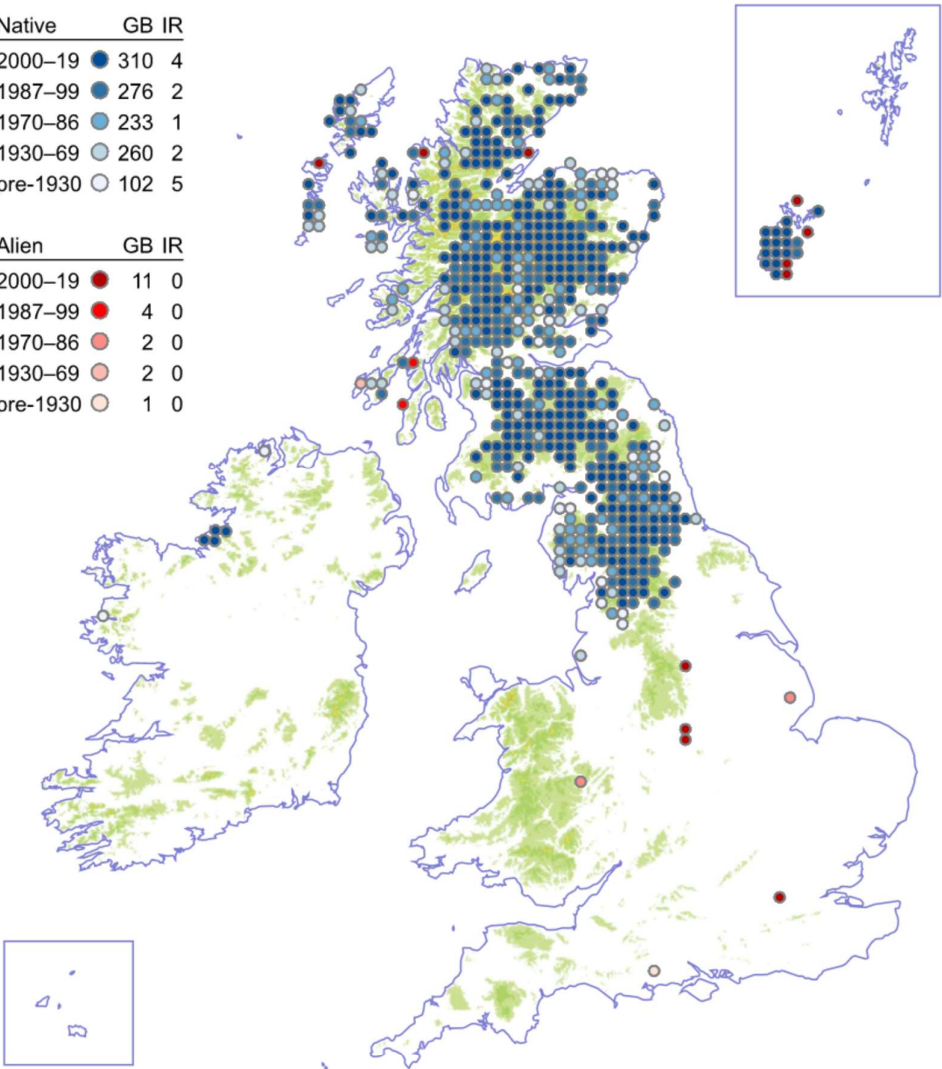 Native GB IR
2000–19 310 4
1987–99 276 2
1970–86 233 1
1930–69 260 2
ore-1930 102 5
Alien GB IR
2000–19 11 0
1987–99 4 0
1970–86 2 0
1930–69 2 0
ore-1930 1 0